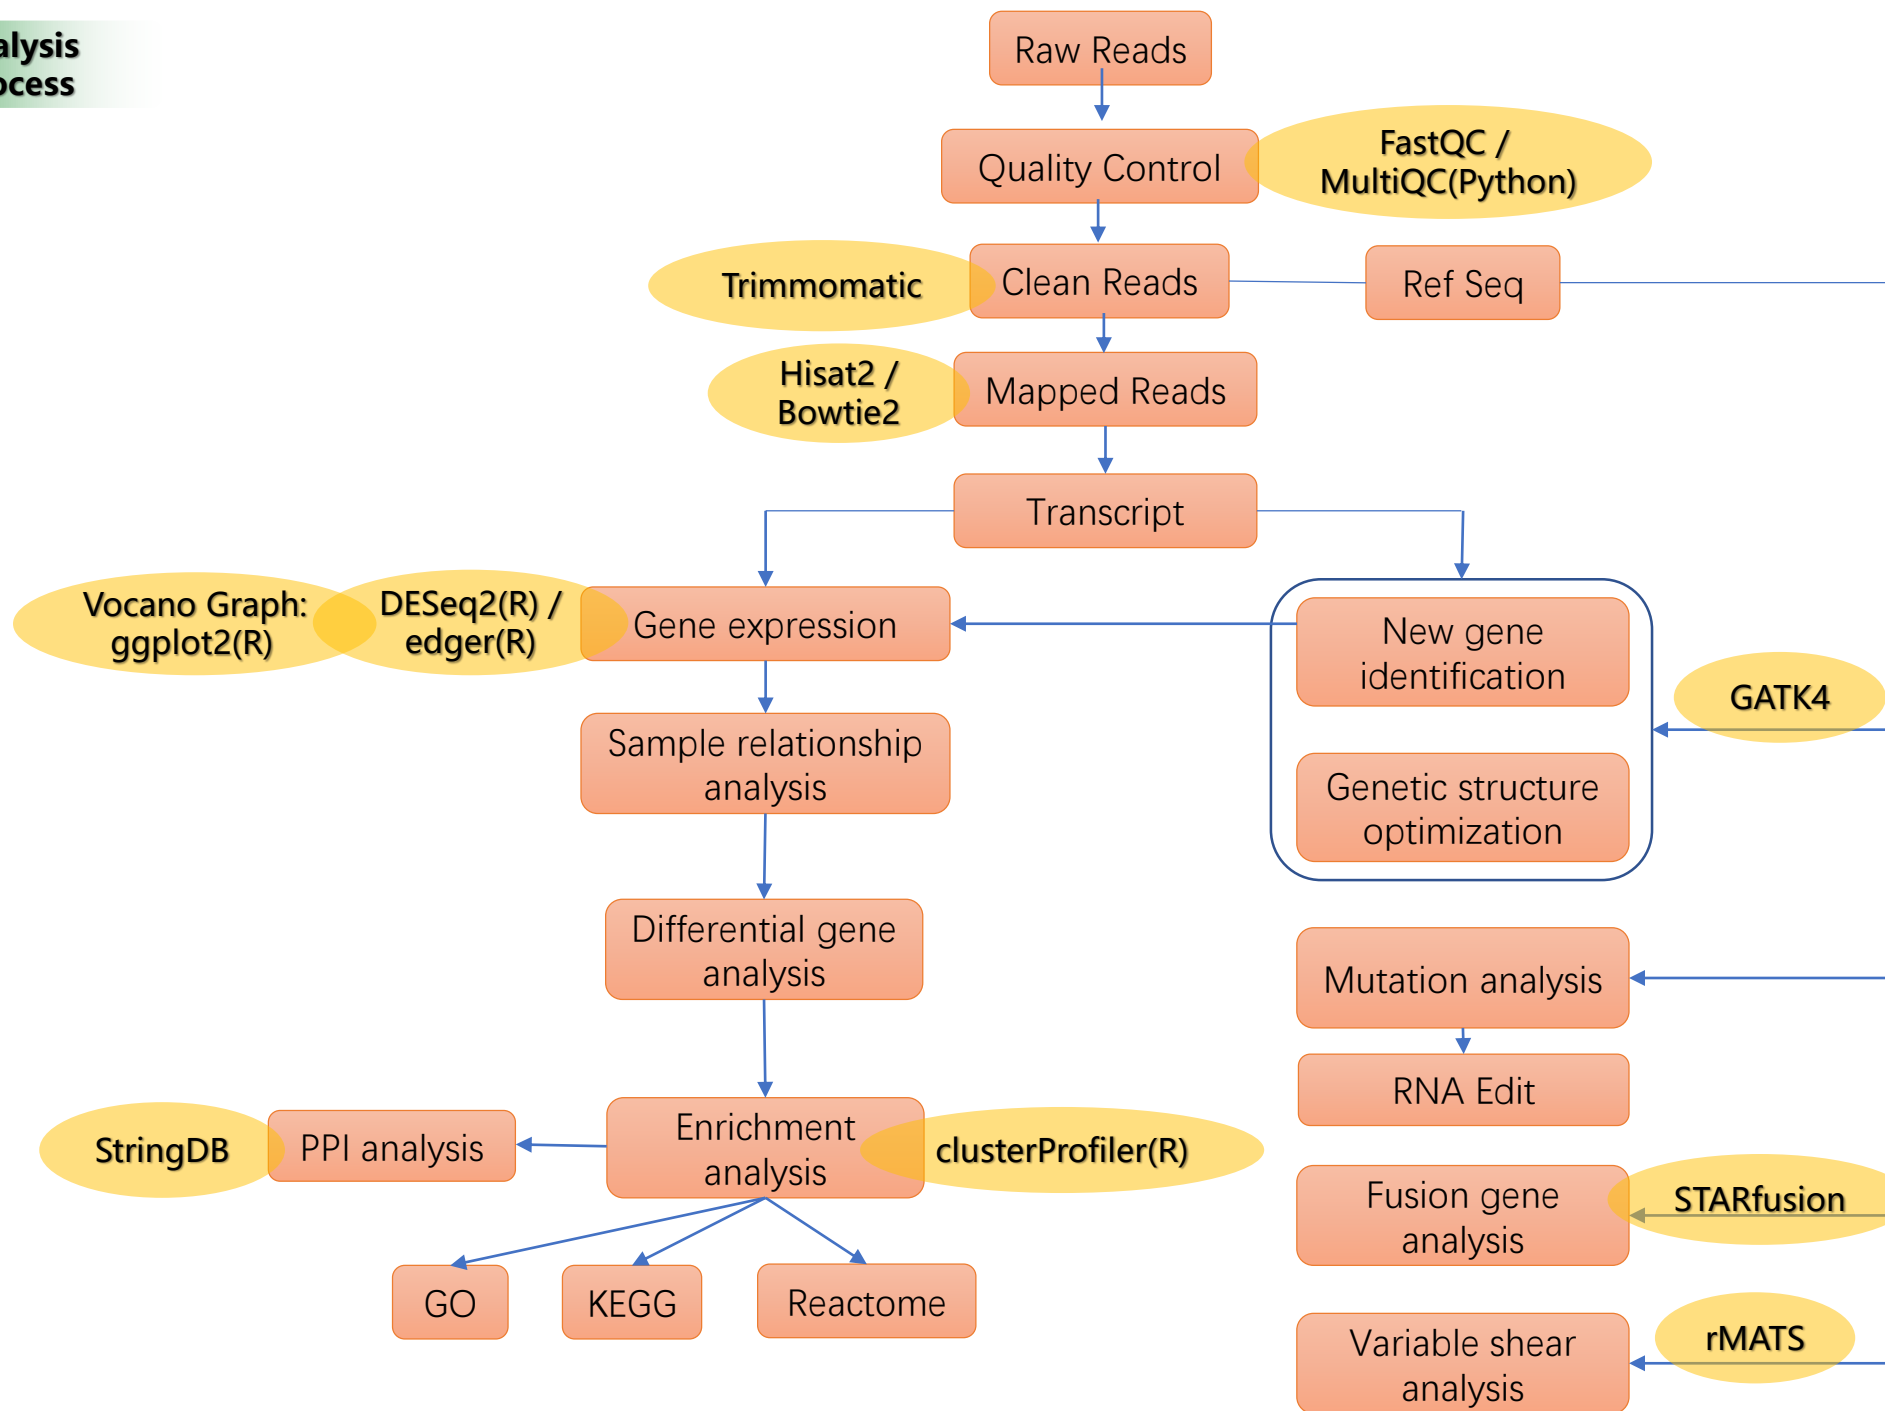 alysis
ocess
Raw Reads
Quality Control
FastQC /
MultiQC(Python)
Trimmomatic
Clean Reads
Ref Seq
Hisat2 /
Bowtie2
Mapped Reads
Transcript
Vocano Graph:
ggplot2(R)
DESeq2(R) /
edger(R)
Gene expression
New gene
identification
GATK4
Sample relationship
analysis
Genetic structure
optimization
Differential gene
analysis
Mutation analysis
RNA Edit
StringDB
PPI analysis
Enrichment
analysis
clusterProfiler(R)
Fusion gene
analysis
STARfusion
GO
KEGG
Reactome
Variable shear
analysis
rMATS